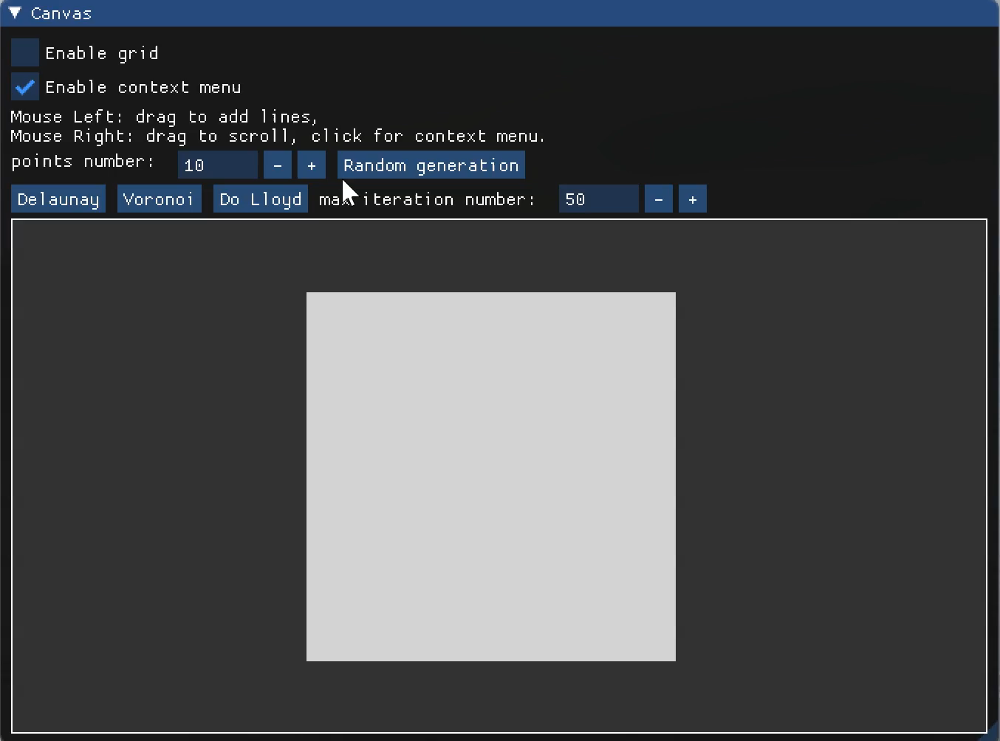 Canvas
Enable grid
Enable context menu
Mouse Left: drag to add lines,
Mouse Right: drag to scroll, click for context menu.
points number: 10 - + Random generation
Delaunay Voronoi Do Lloyd max iteration number: 50 - +